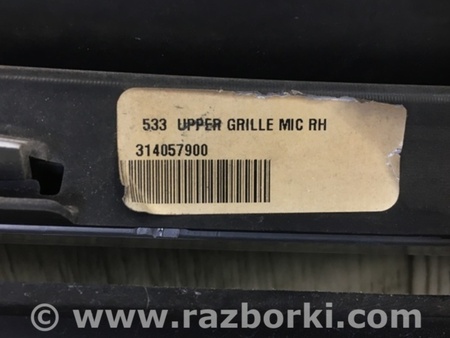 533 UPPER GRILLE MIC RH
314057900
© www.razborki.com